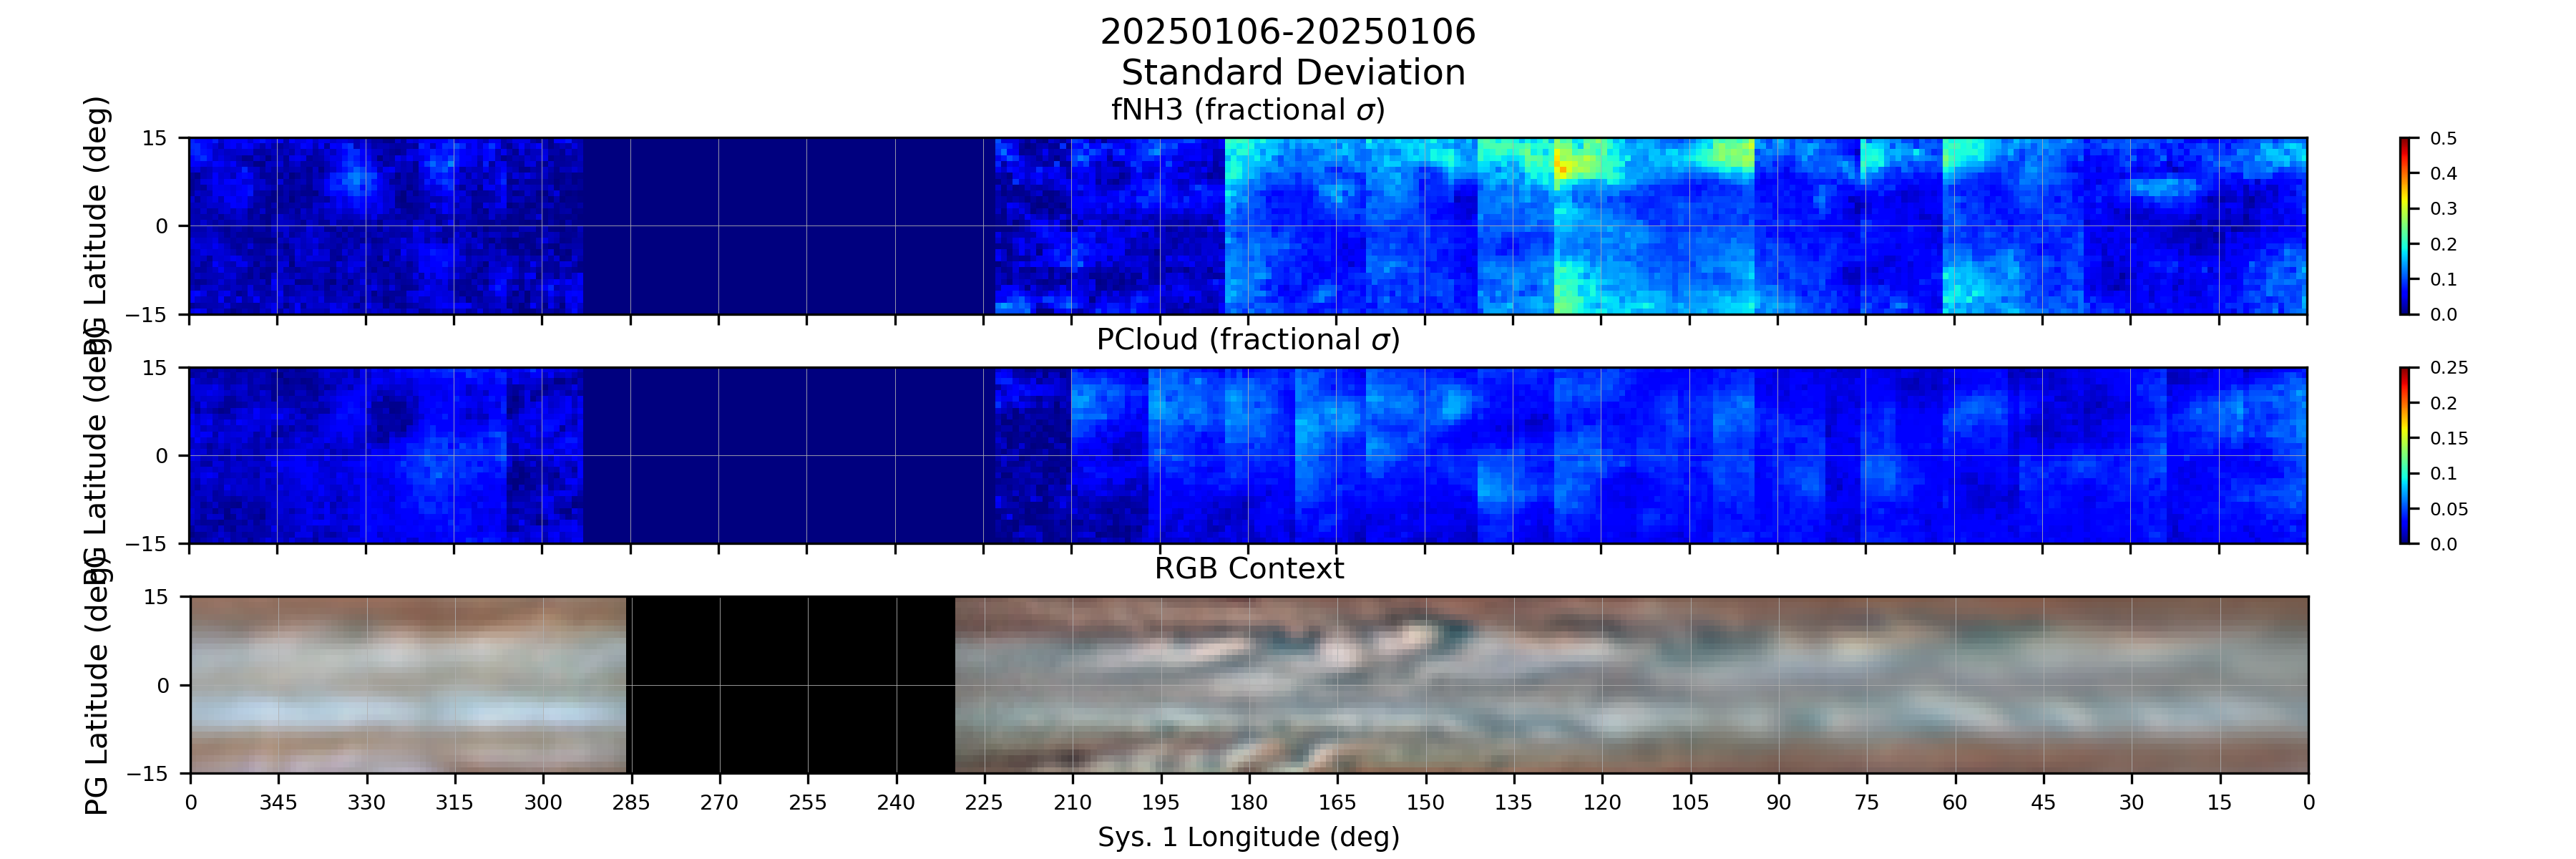 20250106-20250106
Standard Deviation
fNH3 (fractional σ)
PG Latitude (deg)
15
0
−15
0.5
0.4
0.3
0.2
0.1
0.0
PCloud (fractional σ)
PG Latitude (deg)
15
0
−15
0.25
0.2
0.15
0.1
0.05
0.0
RGB Context
PG Latitude (deg)
15
0
−15
0 345 330 315 300 285 270 255 240 225 210 195 180 165 150 135 120 105 90 75 60 45 30 15 0
Sys. 1 Longitude (deg)